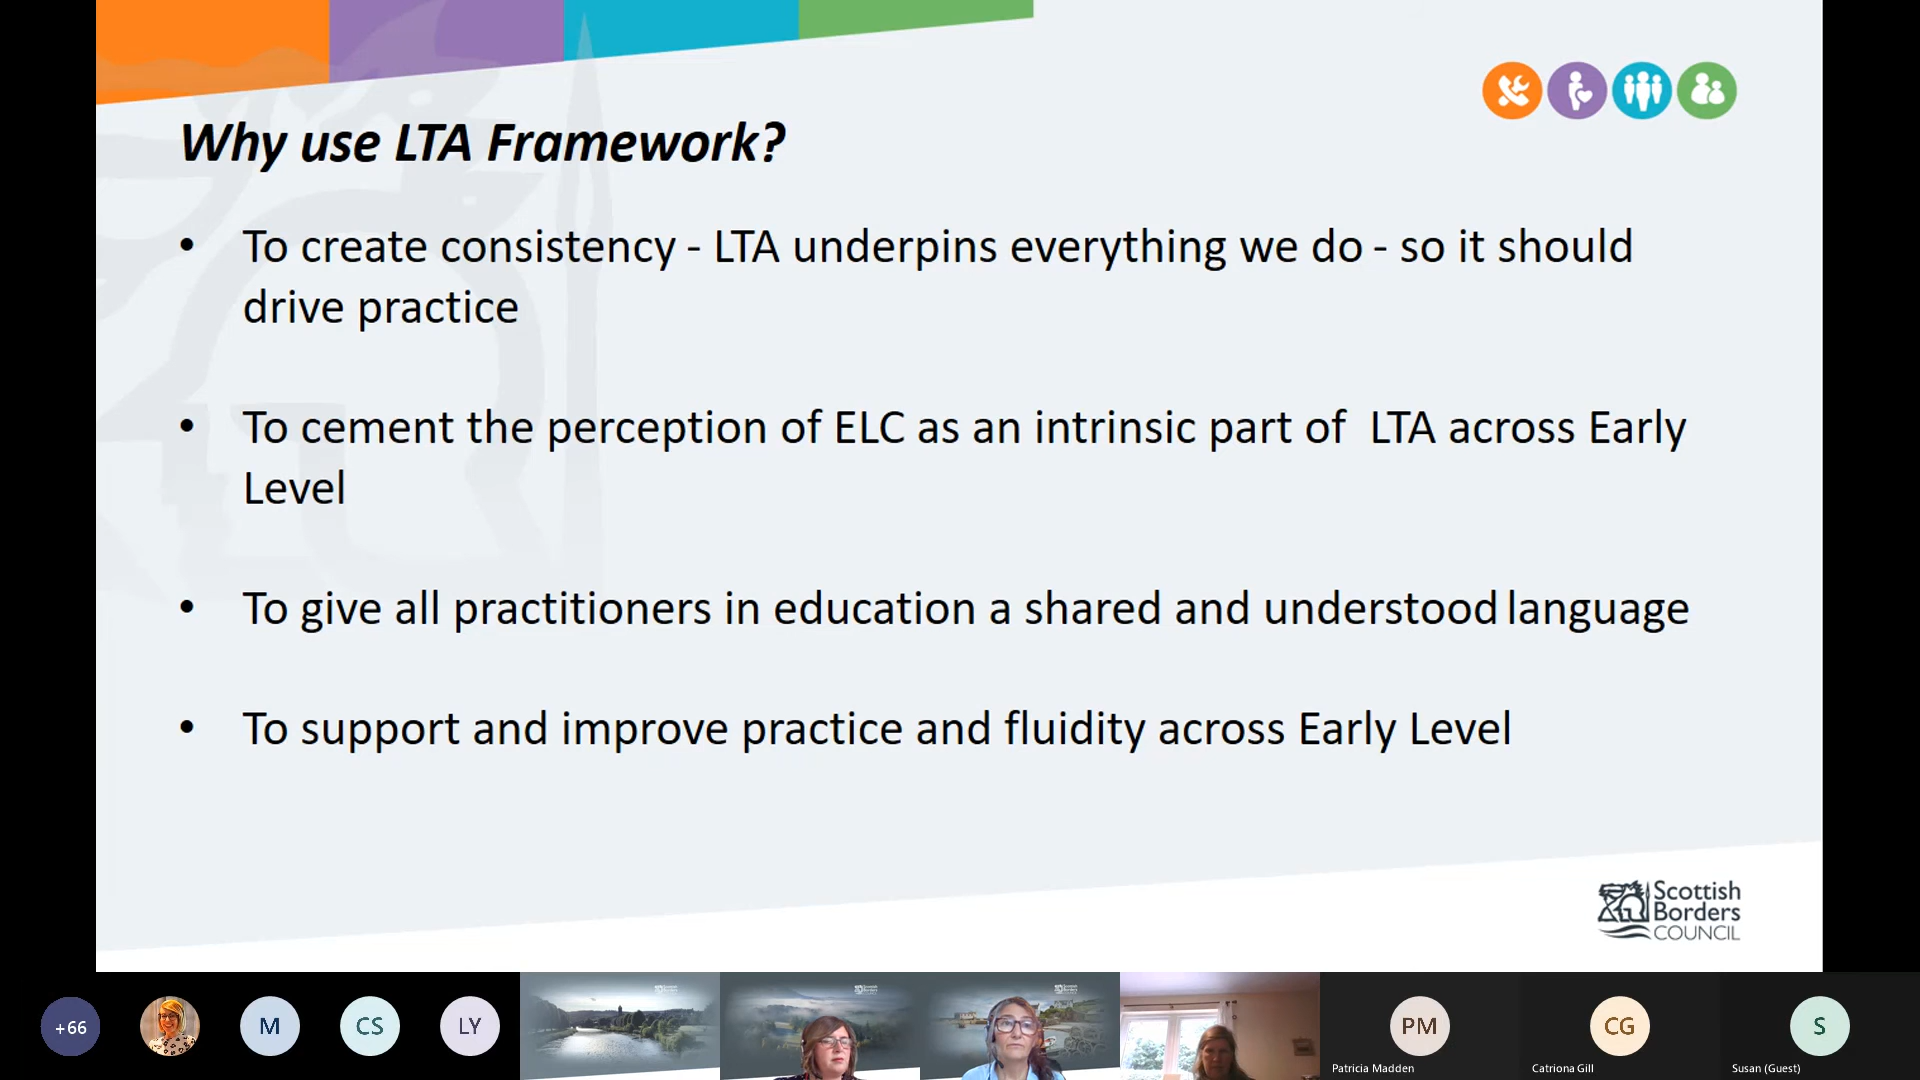 Why use LTA Framework?
• To create consistency - LTA underpins everything we do - so it should
drive practice
• To cement the perception of ELC as an intrinsic part of  LTA across Early
Level
• To give all practitioners in education a shared and understood language
• To support and improve practice and fluidity across Early Level
Scottish
Borders
COUNCIL
+66
M
CS
LY
PM
CG
S
Patricia Madden
Catriona Gill
Susan (Guest)